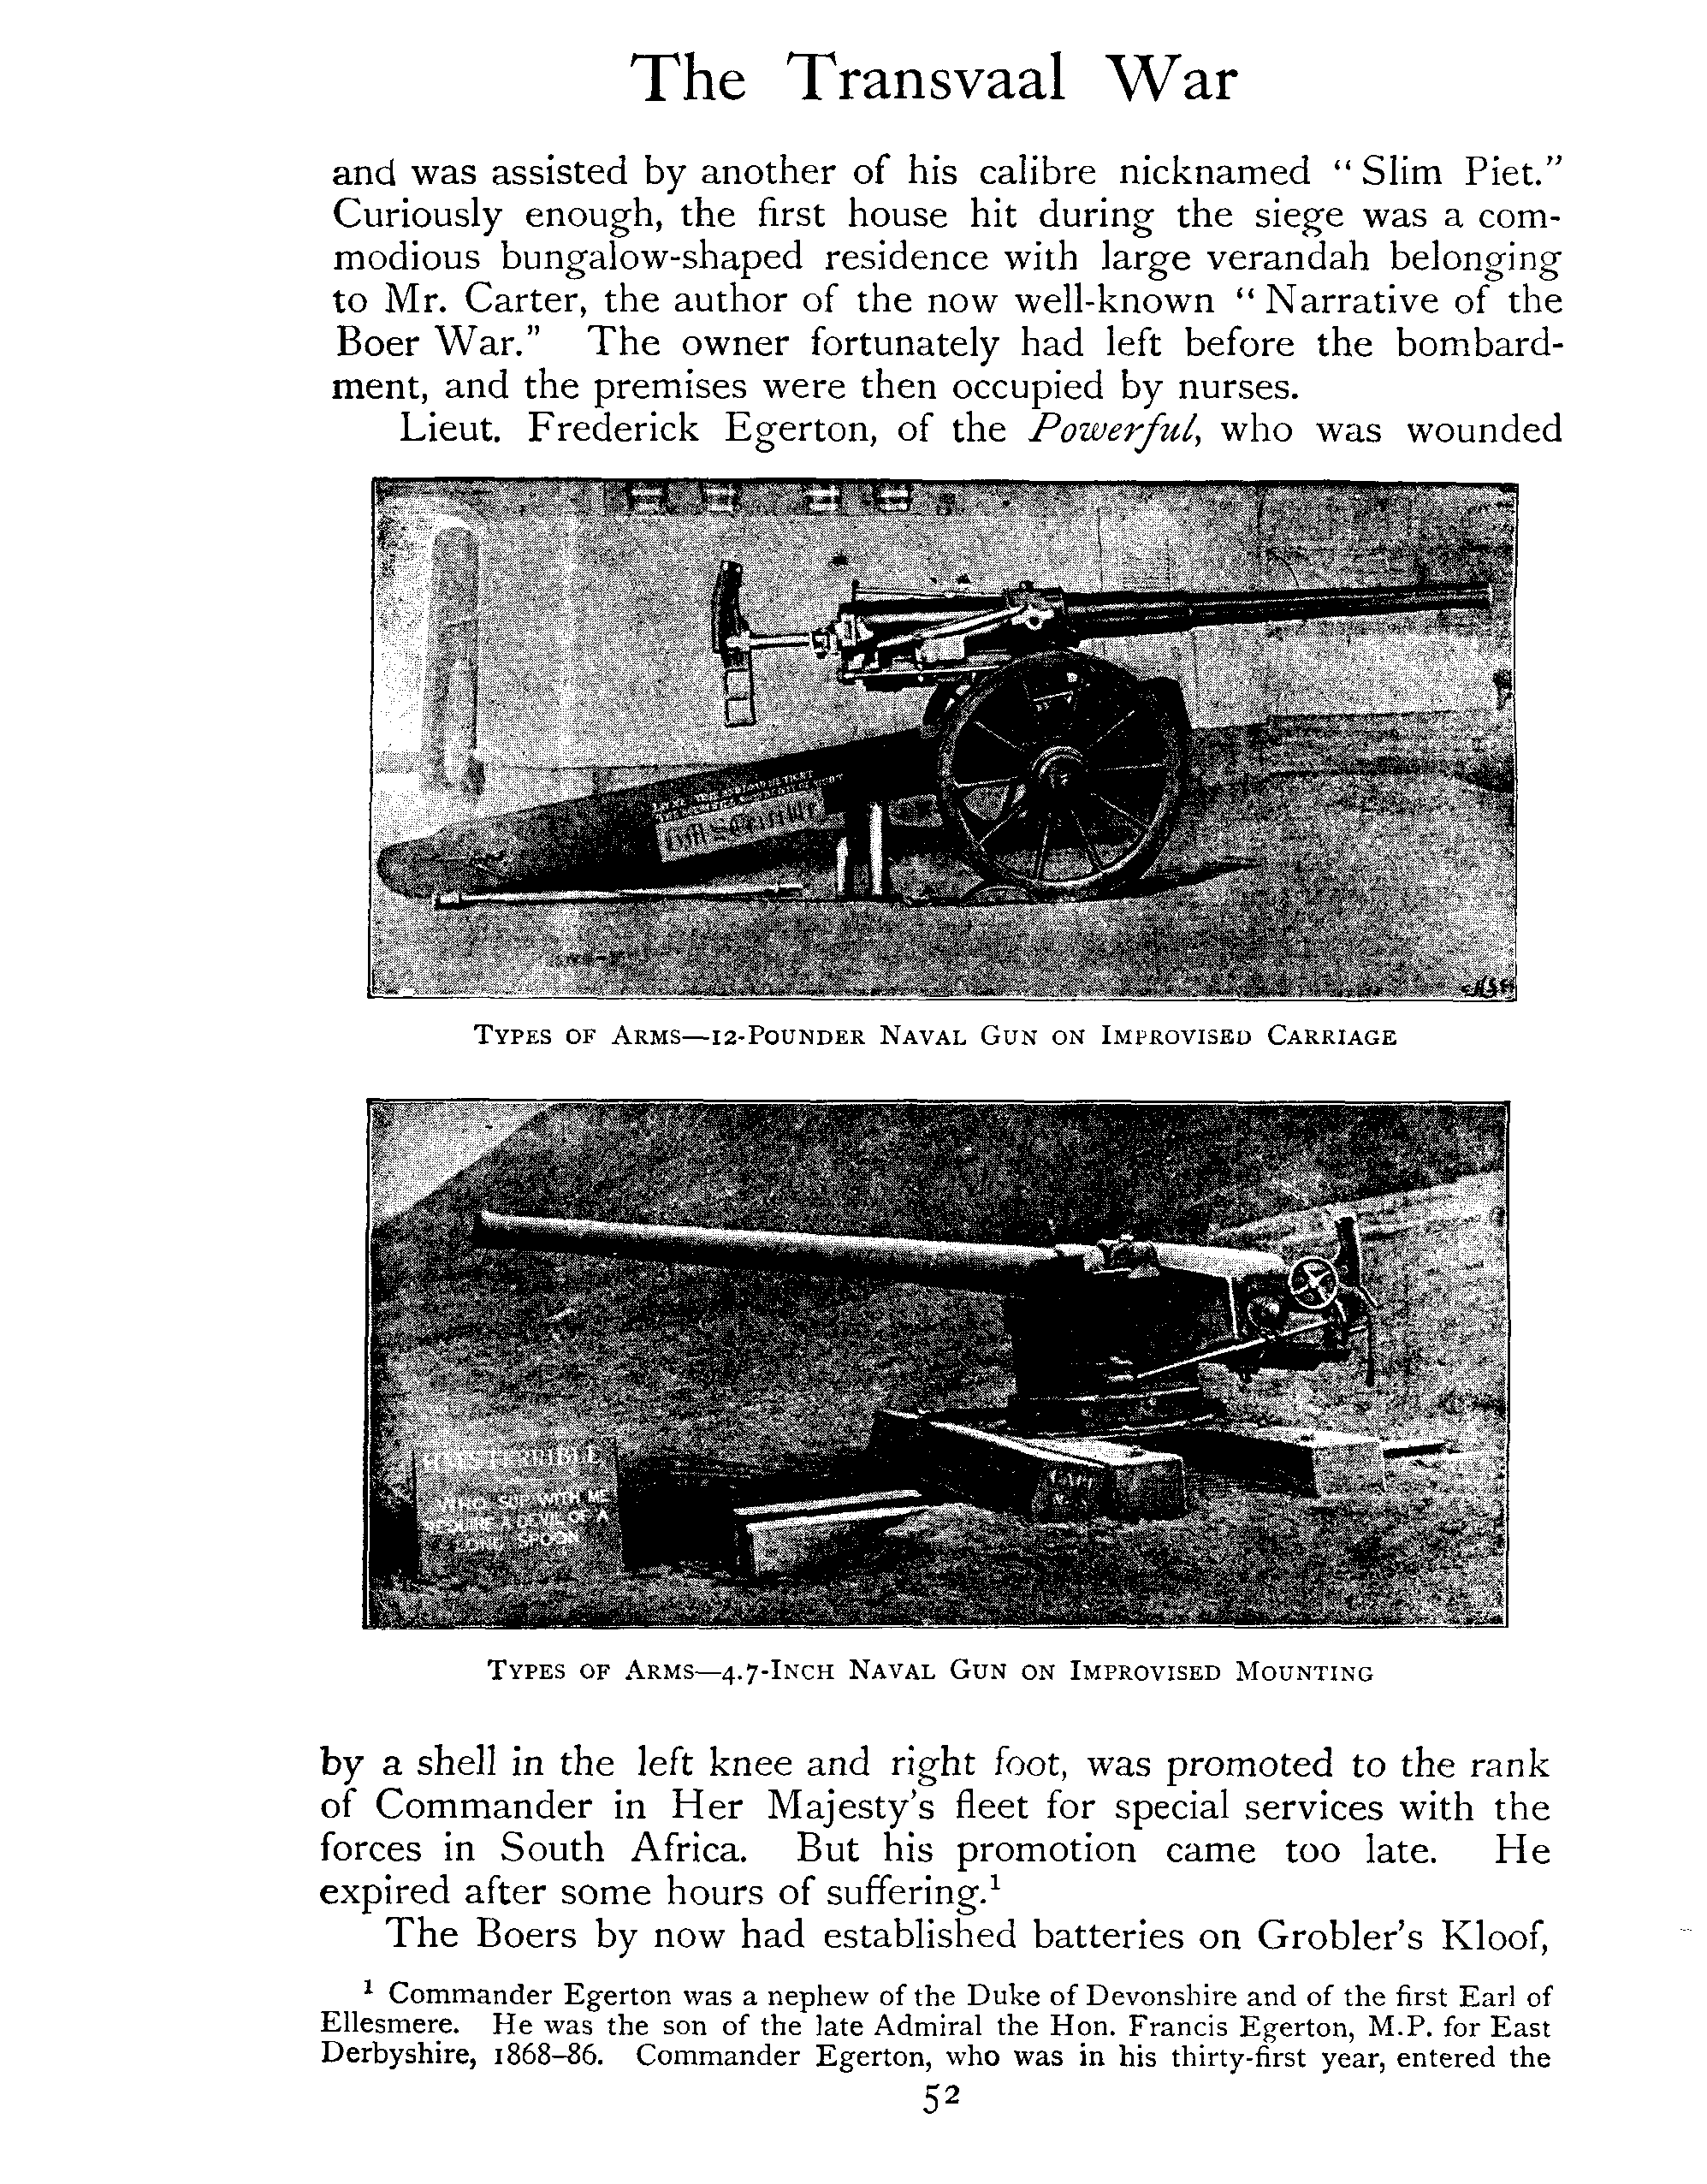 The Transvaal War
and was assisted by another of his calibre nicknamed “Slim Piet.”
Curiously enough, the first house hit during the siege was a com-
modious bungalow-shaped residence with large verandah belonging
to Mr. Carter, the author of the now well-known “Narrative of the
Boer War.” The owner fortunately had left before the bombard-
ment, and the premises were then occupied by nurses.
Lieut. Frederick Egerton, of the Powerful, who was wounded
TYPES OF ARMS—12-POUNDER NAVAL GUN ON IMPROVISED CARRIAGE
HMS TERRIBLE
WHO SUP WITH ME
REQUIRE A DEVIL OF A
LONG SPOON
TYPES OF ARMS—4.7-INCH NAVAL GUN ON IMPROVISED MOUNTING
by a shell in the left knee and right foot, was promoted to the rank
of Commander in Her Majesty’s fleet for special services with the
forces in South Africa. But his promotion came too late. He
expired after some hours of suffering.¹
The Boers by now had established batteries on Grobler’s Kloof,
¹ Commander Egerton was a nephew of the Duke of Devonshire and of the first Earl of
Ellesmere. He was the son of the late Admiral the Hon. Francis Egerton, M.P. for East
Derbyshire, 1868–86. Commander Egerton, who was in his thirty-first year, entered the
52